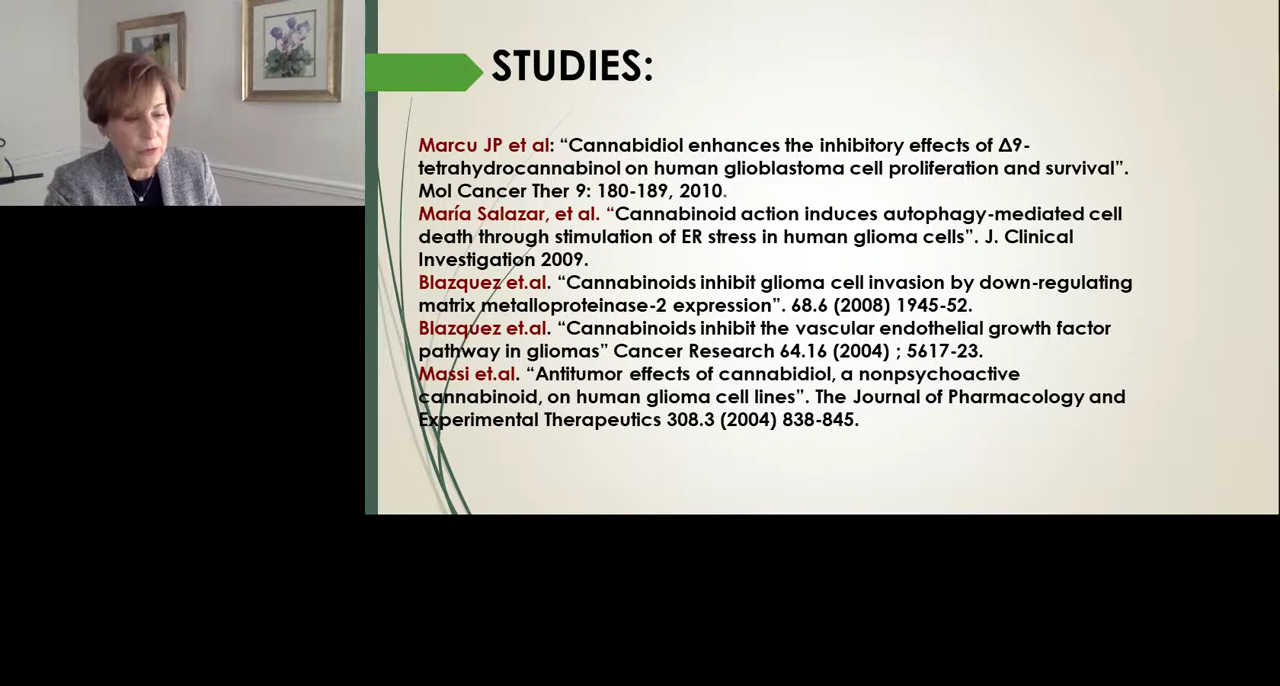 STUDIES:
Marcu JP et al: “Cannabidiol enhances the inhibitory effects of Δ9-
tetrahydrocannabinol on human glioblastoma cell proliferation and survival”.
Mol Cancer Ther 9: 180-189, 2010.
María Salazar, et al. “Cannabinoid action induces autophagy-mediated cell
death through stimulation of ER stress in human glioma cells”. J. Clinical
Investigation 2009.
Blazquez et.al. “Cannabinoids inhibit glioma cell invasion by down-regulating
matrix metalloproteinase-2 expression”. 68.6 (2008) 1945-52.
Blazquez et.al. “Cannabinoids inhibit the vascular endothelial growth factor
pathway in gliomas” Cancer Research 64.16 (2004) ; 5617-23.
Massi et.al. “Antitumor effects of cannabidiol, a nonpsychoactive
cannabinoid, on human glioma cell lines”. The Journal of Pharmacology and
Experimental Therapeutics 308.3 (2004) 838-845.